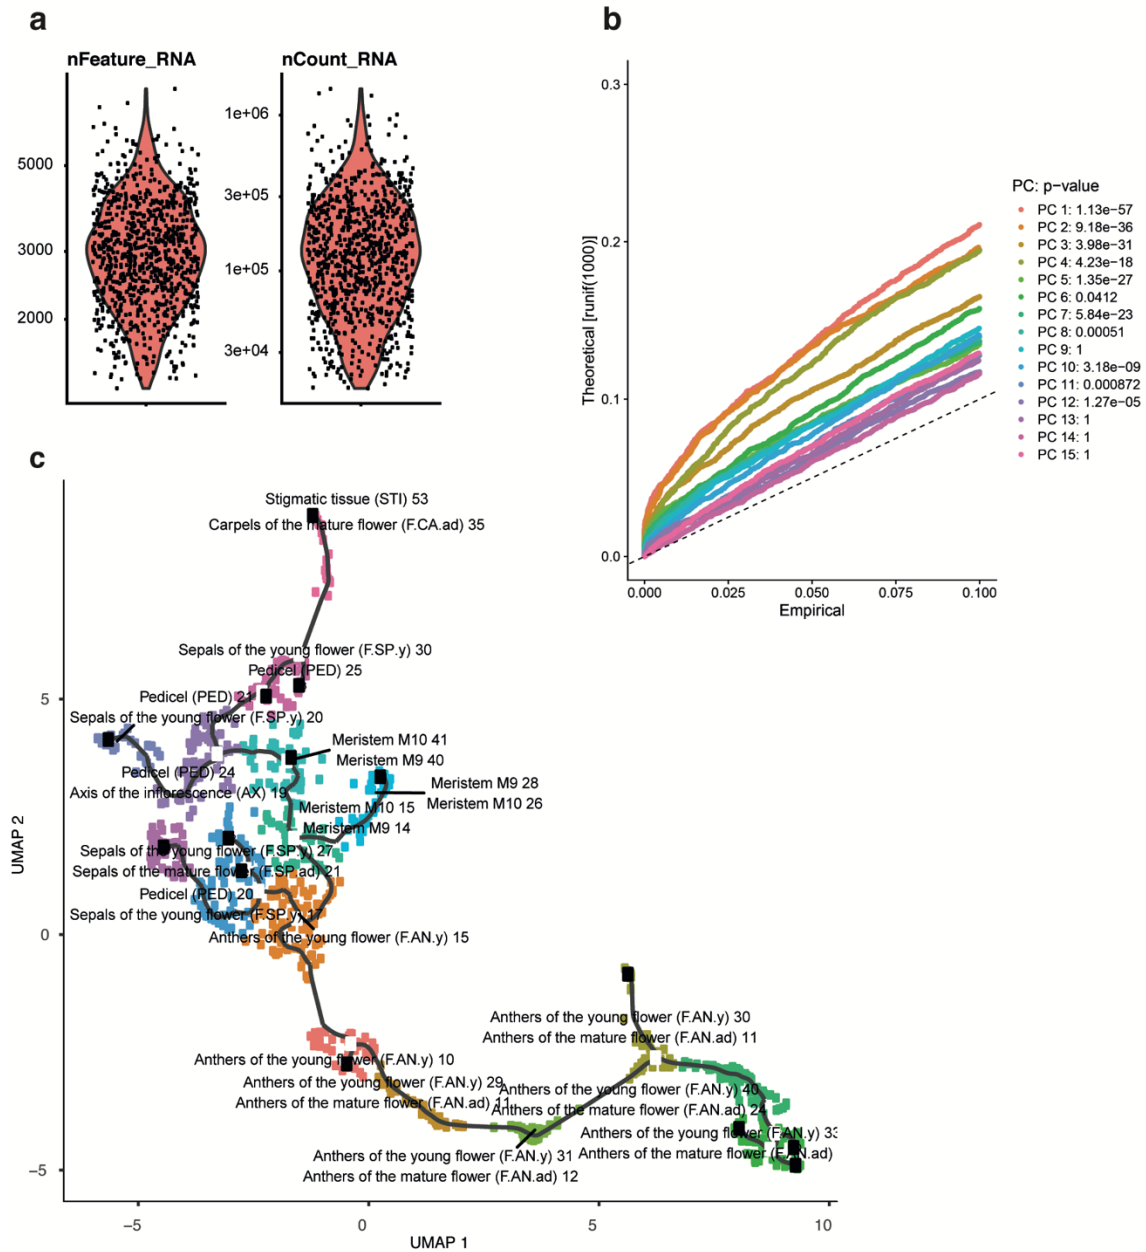 a
nFeature_RNA
nCount_RNA
5000
3000
2000
1e+06
3e+05
1e+05
3e+04
b
Theoretical [runif(1000)]
0.3
0.2
0.1
0.0
0.000
0.025
0.050
0.075
0.100
Empirical
PC: p-value
PC 1: 1.13e-57
PC 2: 9.18e-36
PC 3: 3.98e-31
PC 4: 4.23e-18
PC 5: 1.35e-27
PC 6: 0.0412
PC 7: 5.84e-23
PC 8: 0.00051
PC 9: 1
PC 10: 3.18e-09
PC 11: 0.000872
PC 12: 1.27e-05
PC 13: 1
PC 14: 1
PC 15: 1
c
Stigmatic tissue (STI) 53
Carpels of the mature flower (F.CA.ad) 35
Sepals of the young flower (F.SP.y) 30
Pedicel (PED) 25
Pedicel (PED) 21
Sepals of the young flower (F.SP.y) 20
Meristem M10 41
Meristem M9 40
Pedicel (PED) 24
Axis of the inflorescence (AX) 19
Meristem M9 28
Meristem M10 26
Meristem M10 15
Meristem M9 14
Sepals of the young flower (F.SP.y) 27
Sepals of the mature flower (F.SP.ad) 21
Pedicel (PED) 20
Sepals of the young flower (F.SP.y) 17
Anthers of the young flower (F.AN.y) 15
Anthers of the young flower (F.AN.y) 30
Anthers of the mature flower (F.AN.ad) 11
Anthers of the young flower (F.AN.y) 10
Anthers of the young flower (F.AN.y) 29
Anthers of the mature flower (F.AN.ad) 11
Anthers of the young flower (F.AN.y) 40
Anthers of the mature flower (F.AN.ad) 24
Anthers of the young flower (F.AN.y) 33
Anthers of the mature flower (F.AN.ad)
Anthers of the young flower (F.AN.y) 31
Anthers of the mature flower (F.AN.ad) 12
UMAP 2
5
0
−5
−5
0
5
10
UMAP 1